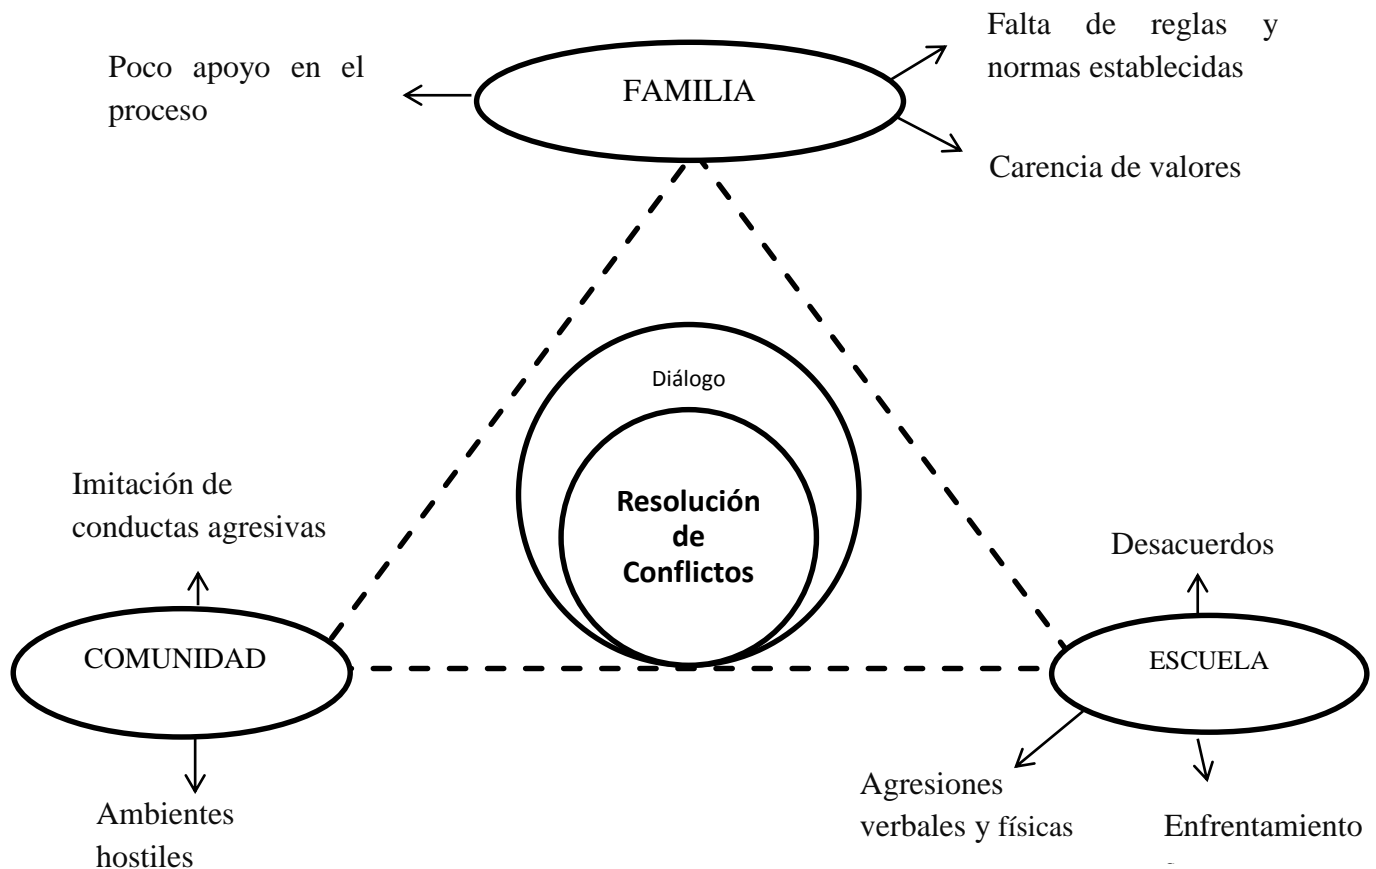 Falta de reglas y
normas establecidas
Poco apoyo en el
proceso
FAMILIA
Carencia de valores
Diálogo
Resolución
de
Conflictos
Imitación de
conductas agresivas
Desacuerdos
COMUNIDAD
ESCUELA
Agresiones
verbales y físicas
Ambientes
hostiles
Enfrentamiento